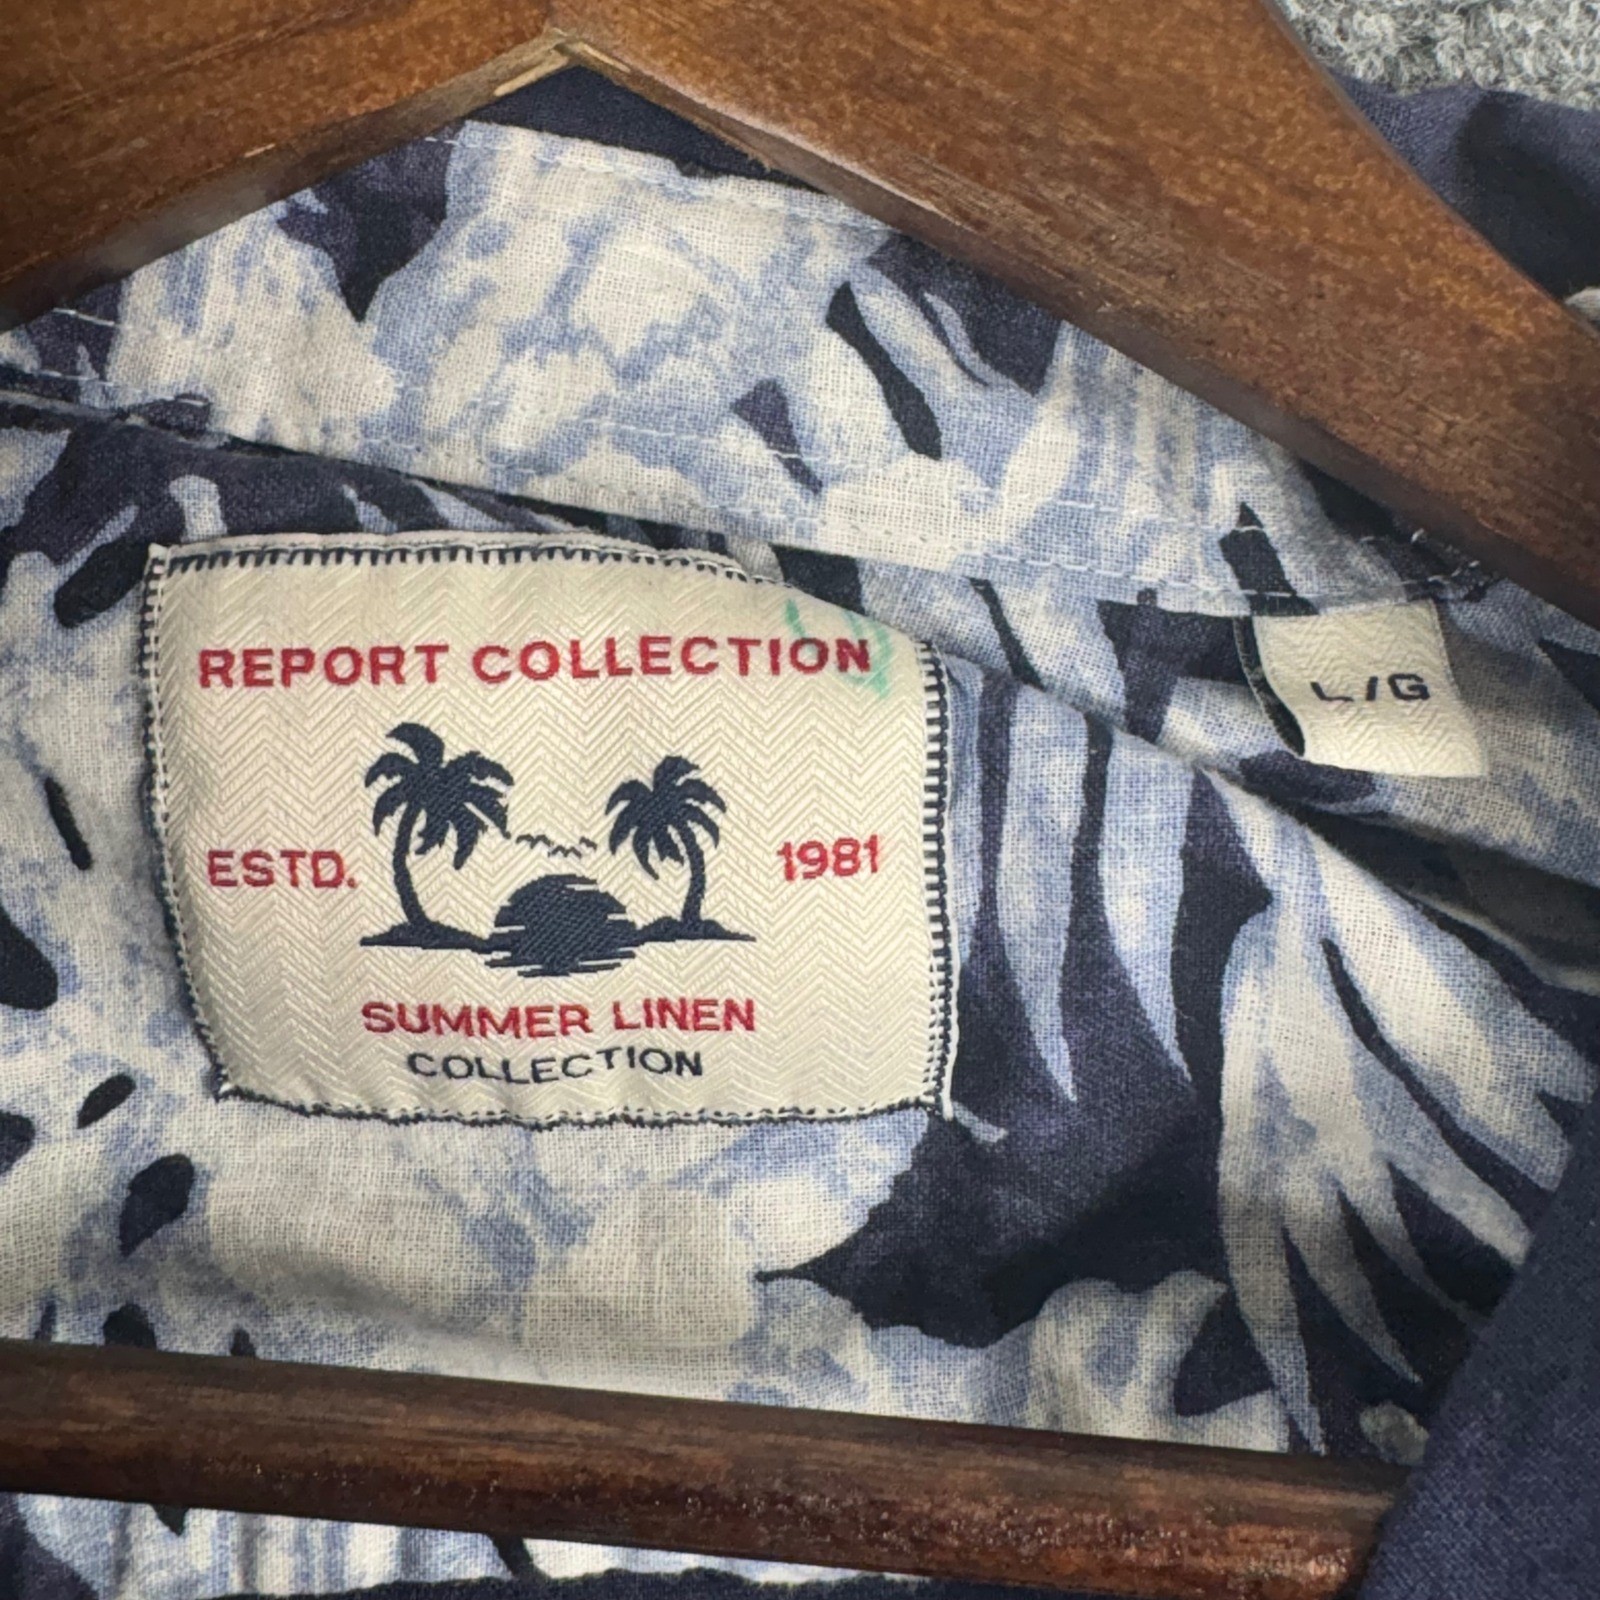 REPORT COLLECTION
ESTD. 1981
SUMMER LINEN
COLLECTION
L/G